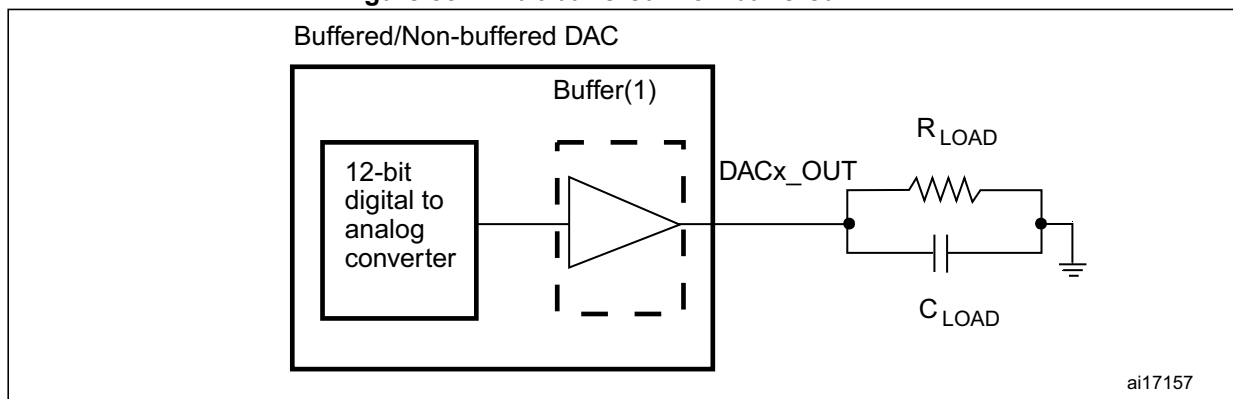 Buffered/Non-buffered DAC
Buffer(1)
12-bit
digital to
analog
converter
DACx_OUT
R LOAD
C LOAD
ai17157